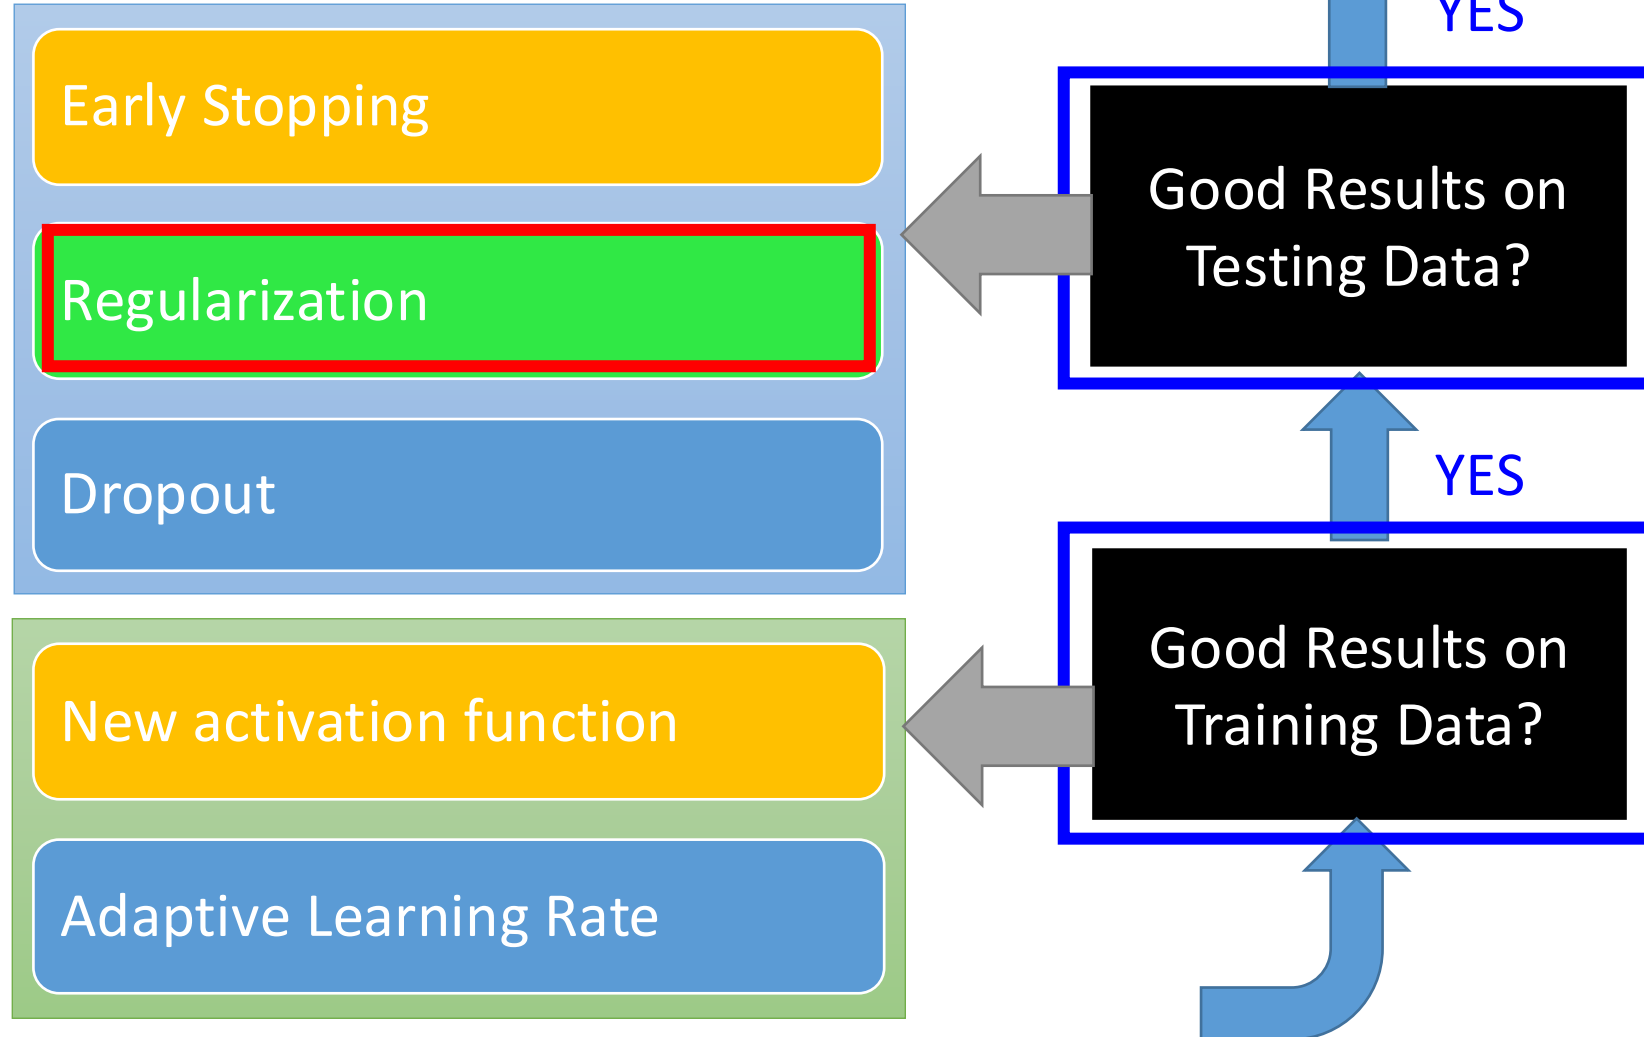 YES
Early Stopping
Regularization
Dropout
Good Results on
Testing Data?
YES
New activation function
Adaptive Learning Rate
Good Results on
Training Data?